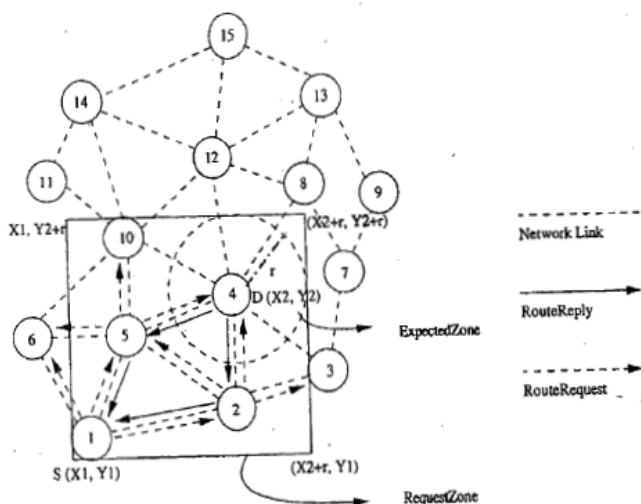 15
14
13
12
11
8
9
X1, Y2+r
10
(X2+r, Y2+r)
Network Link
7
r
4
D (X2, Y2)
RouteReply
6
5
ExpectedZone
3
RouteRequest
2
1
S (X1, Y1)
(X2+r, Y1)
RequestZone